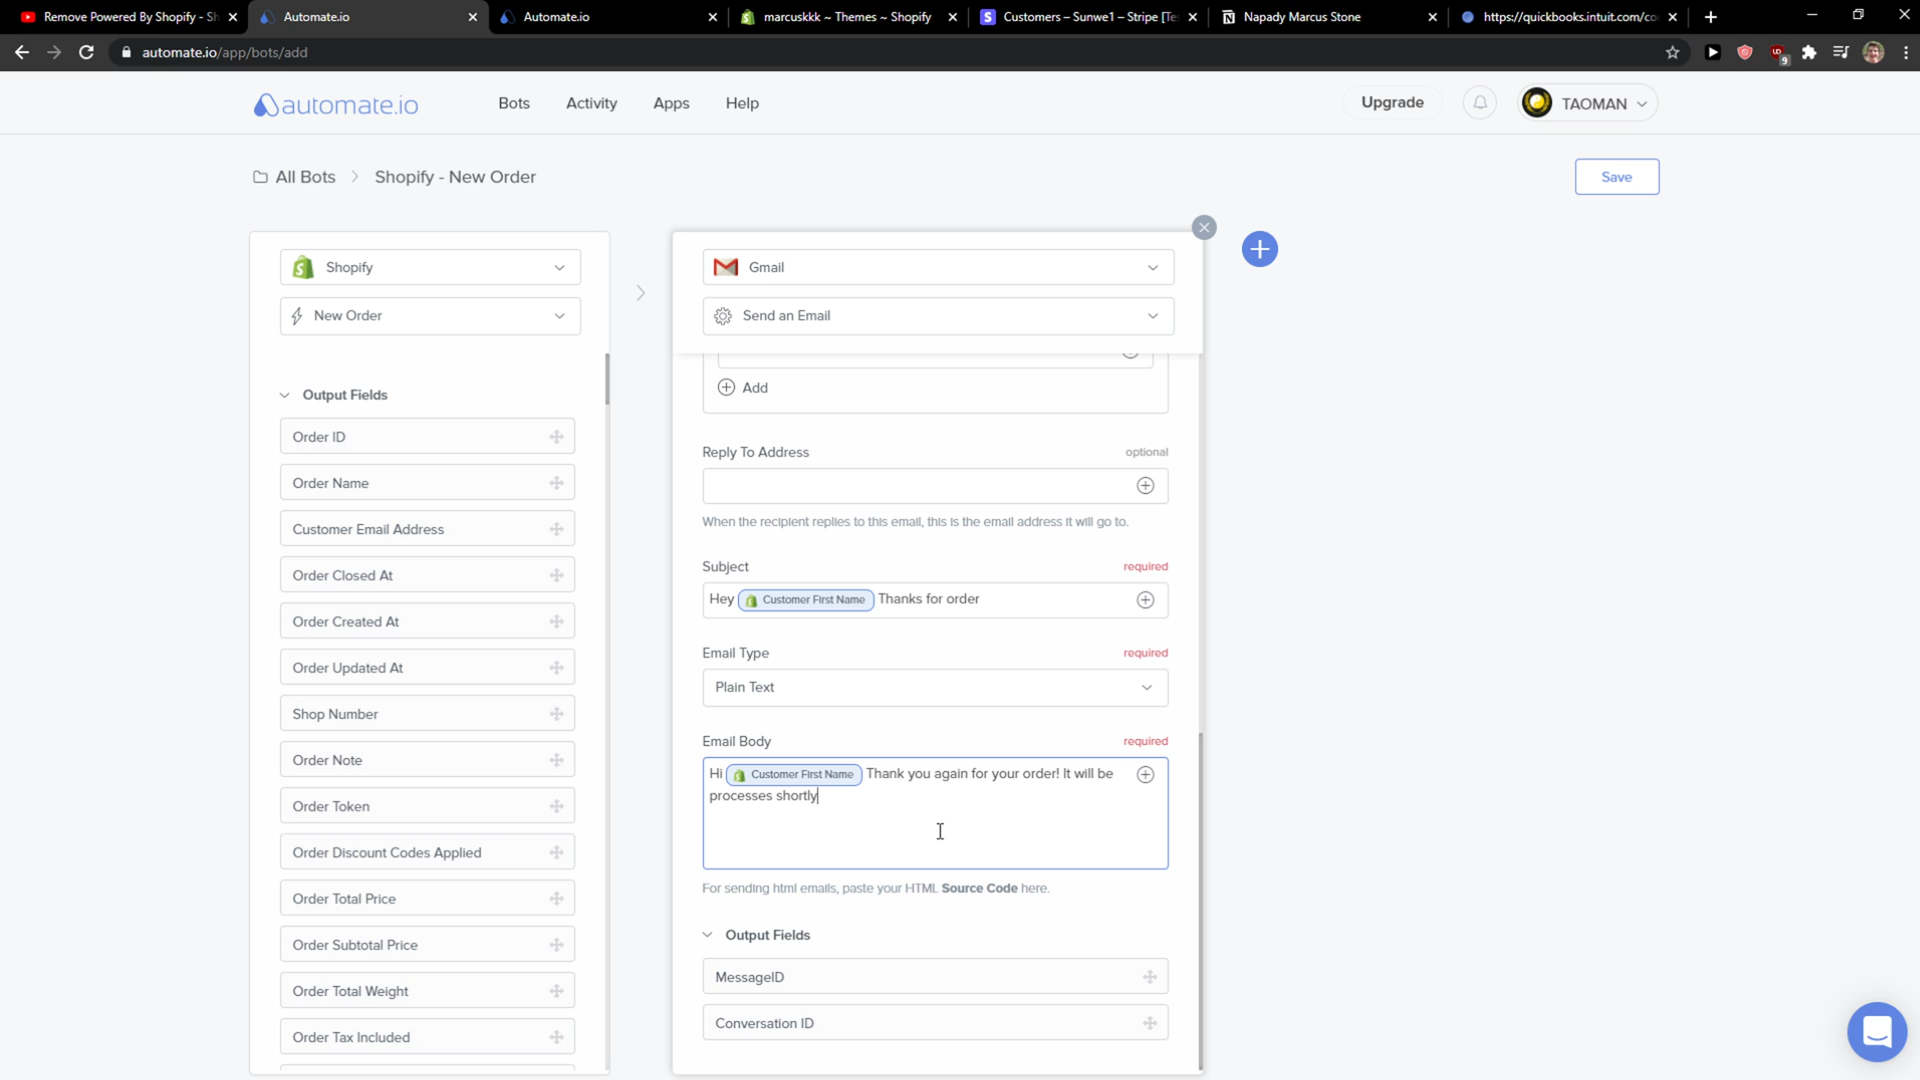 Remove Powered By Shopify - Sh
Automate.io
Automate.io
marcuskkk ~ Themes ~ Shopify
Customers – Sunwe1 – Stripe [Te
Napady Marcus Stone
https://quickbooks.intuit.com/co
automate.io/app/bots/add
9
automate.io
Bots
Activity
Apps
Help
Upgrade
TAOMAN
All Bots
Shopify - New Order
Save
Shopify
New Order
Output Fields
Order ID
Order Name
Customer Email Address
Order Closed At
Order Created At
Order Updated At
Shop Number
Order Note
Order Token
Order Discount Codes Applied
Order Total Price
Order Subtotal Price
Order Total Weight
Order Tax Included
Gmail
Send an Email
Add
Reply To Address optional
When the recipient replies to this email, this is the email address it will go to.
Subject required
Hey Customer First Name Thanks for order
Email Type required
Plain Text
Email Body required
Hi Customer First Name Thank you again for your order! It will be
processes shortly
For sending html emails, paste your HTML Source Code here.
Output Fields
MessageID
Conversation ID